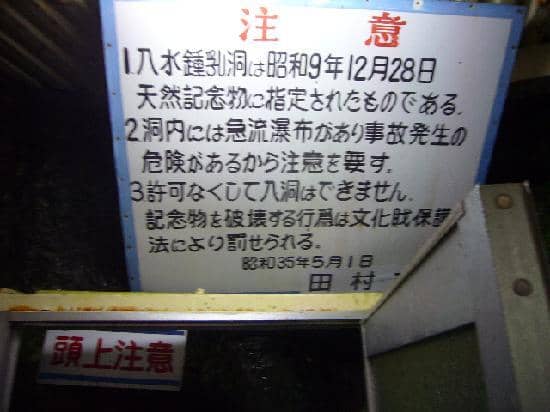 注意
1入水鍾乳洞は昭和9年12月28日
天然記念物に指定されたものである.
2洞内には急流瀑布があり事故発生の
危険があるから注意を要す。
3許可なくして入洞はできません.
記念物を破壊する行爲は文化財保護
法により罰せられる。
昭和35年5月1日
田村
頭上注意